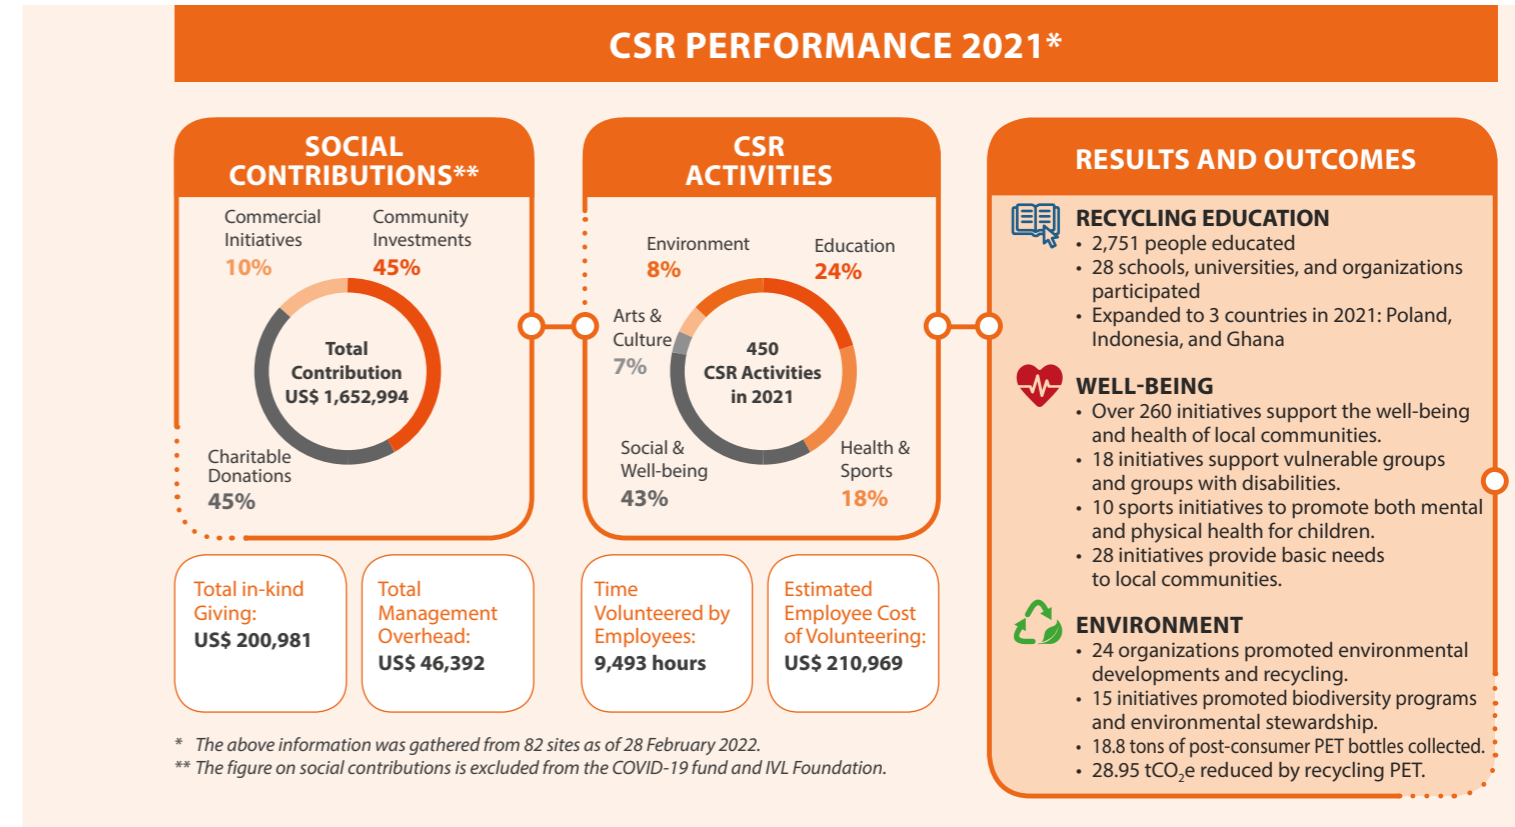 CSR PERFORMANCE 2021*
SOCIAL
CONTRIBUTIONS**
Commercial
Initiatives
10%
Community
Investments
45%
Total
Contribution
US$ 1,652,994
Charitable
Donations
45%
CSR
ACTIVITIES
Environment
8%
Education
24%
Arts &
Culture
7%
450
CSR Activities
in 2021
Social &
Well-being
43%
Health &
Sports
18%
Total in-kind
Giving:
US$ 200,981
Total
Management
Overhead:
US$ 46,392
Time
Volunteered by
Employees:
9,493 hours
Estimated
Employee Cost
of Volunteering:
US$ 210,969
RESULTS AND OUTCOMES
RECYCLING EDUCATION
• 2,751 people educated
• 28 schools, universities, and organizations
participated
• Expanded to 3 countries in 2021: Poland,
Indonesia, and Ghana
WELL-BEING
• Over 260 initiatives support the well-being
and health of local communities.
• 18 initiatives support vulnerable groups
and groups with disabilities.
• 10 sports initiatives to promote both mental
and physical health for children.
• 28 initiatives provide basic needs
to local communities.
ENVIRONMENT
• 24 organizations promoted environmental
developments and recycling.
• 15 initiatives promoted biodiversity programs
and environmental stewardship.
• 18.8 tons of post-consumer PET bottles collected.
• 28.95 tCO₂e reduced by recycling PET.
* The above information was gathered from 82 sites as of 28 February 2022.
** The figure on social contributions is excluded from the COVID-19 fund and IVL Foundation.